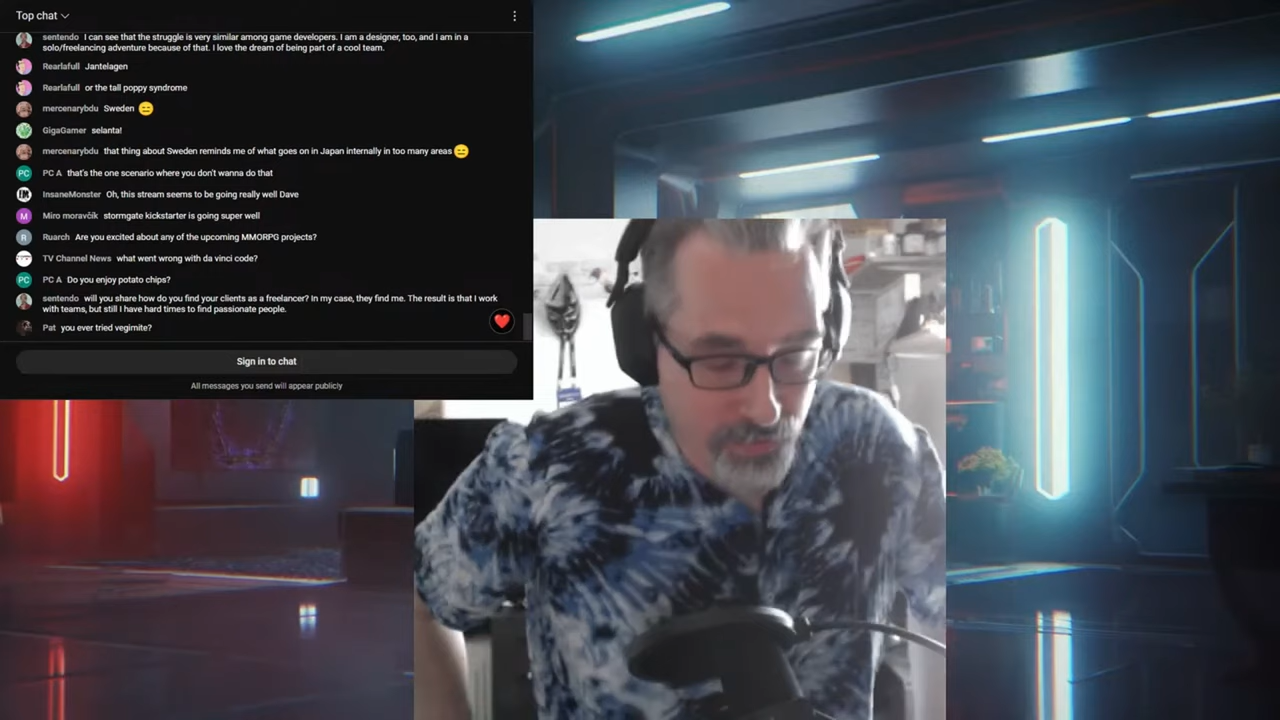 Top chat
sentendo I can see that the struggle is very similar among game developers. I am a designer, too, and I am in a
solo/freelancing adventure because of that. I love the dream of being part of a cool team.
Rearlafull Jantelagen
Rearlafull or the tall poppy syndrome
mercenarybdu Sweden 😑
GigaGamer selanta!
mercenarybdu that thing about Sweden reminds me of what goes on in Japan internally in too many areas 😑
PC PC A that's the one scenario where you don't wanna do that
InsaneMonster Oh, this stream seems to be going really well Dave
M Miro moravčík stormgate kickstarter is going super well
R Ruarch Are you excited about any of the upcoming MMORPG projects?
TV Channel News what went wrong with da vinci code?
PC PC A Do you enjoy potato chips?
sentendo will you share how do you find your clients as a freelancer? In my case, they find me. The result is that I work
with teams, but still I have hard times to find passionate people.
Pat you ever tried vegimite?
Sign in to chat
All messages you send will appear publicly